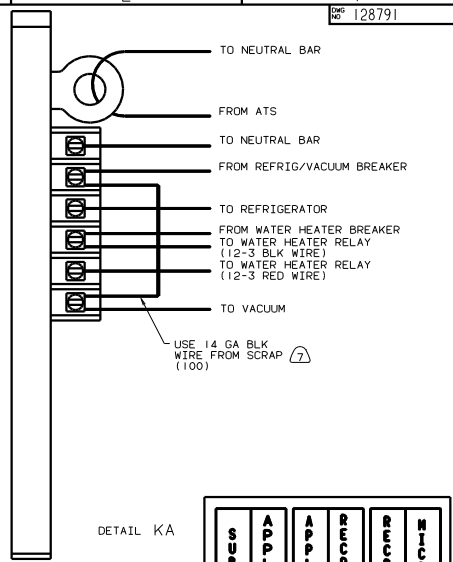 DWG NO 128791
TO NEUTRAL BAR
FROM ATS
TO NEUTRAL BAR
FROM REFRIG/VACUUM BREAKER
TO REFRIGERATOR
FROM WATER HEATER BREAKER
TO WATER HEATER RELAY
(12-3 BLK WIRE)
TO WATER HEATER RELAY
(12-3 RED WIRE)
TO VACUUM
USE 14 GA BLK
WIRE FROM SCRAP 7
(100)
DETAIL KA